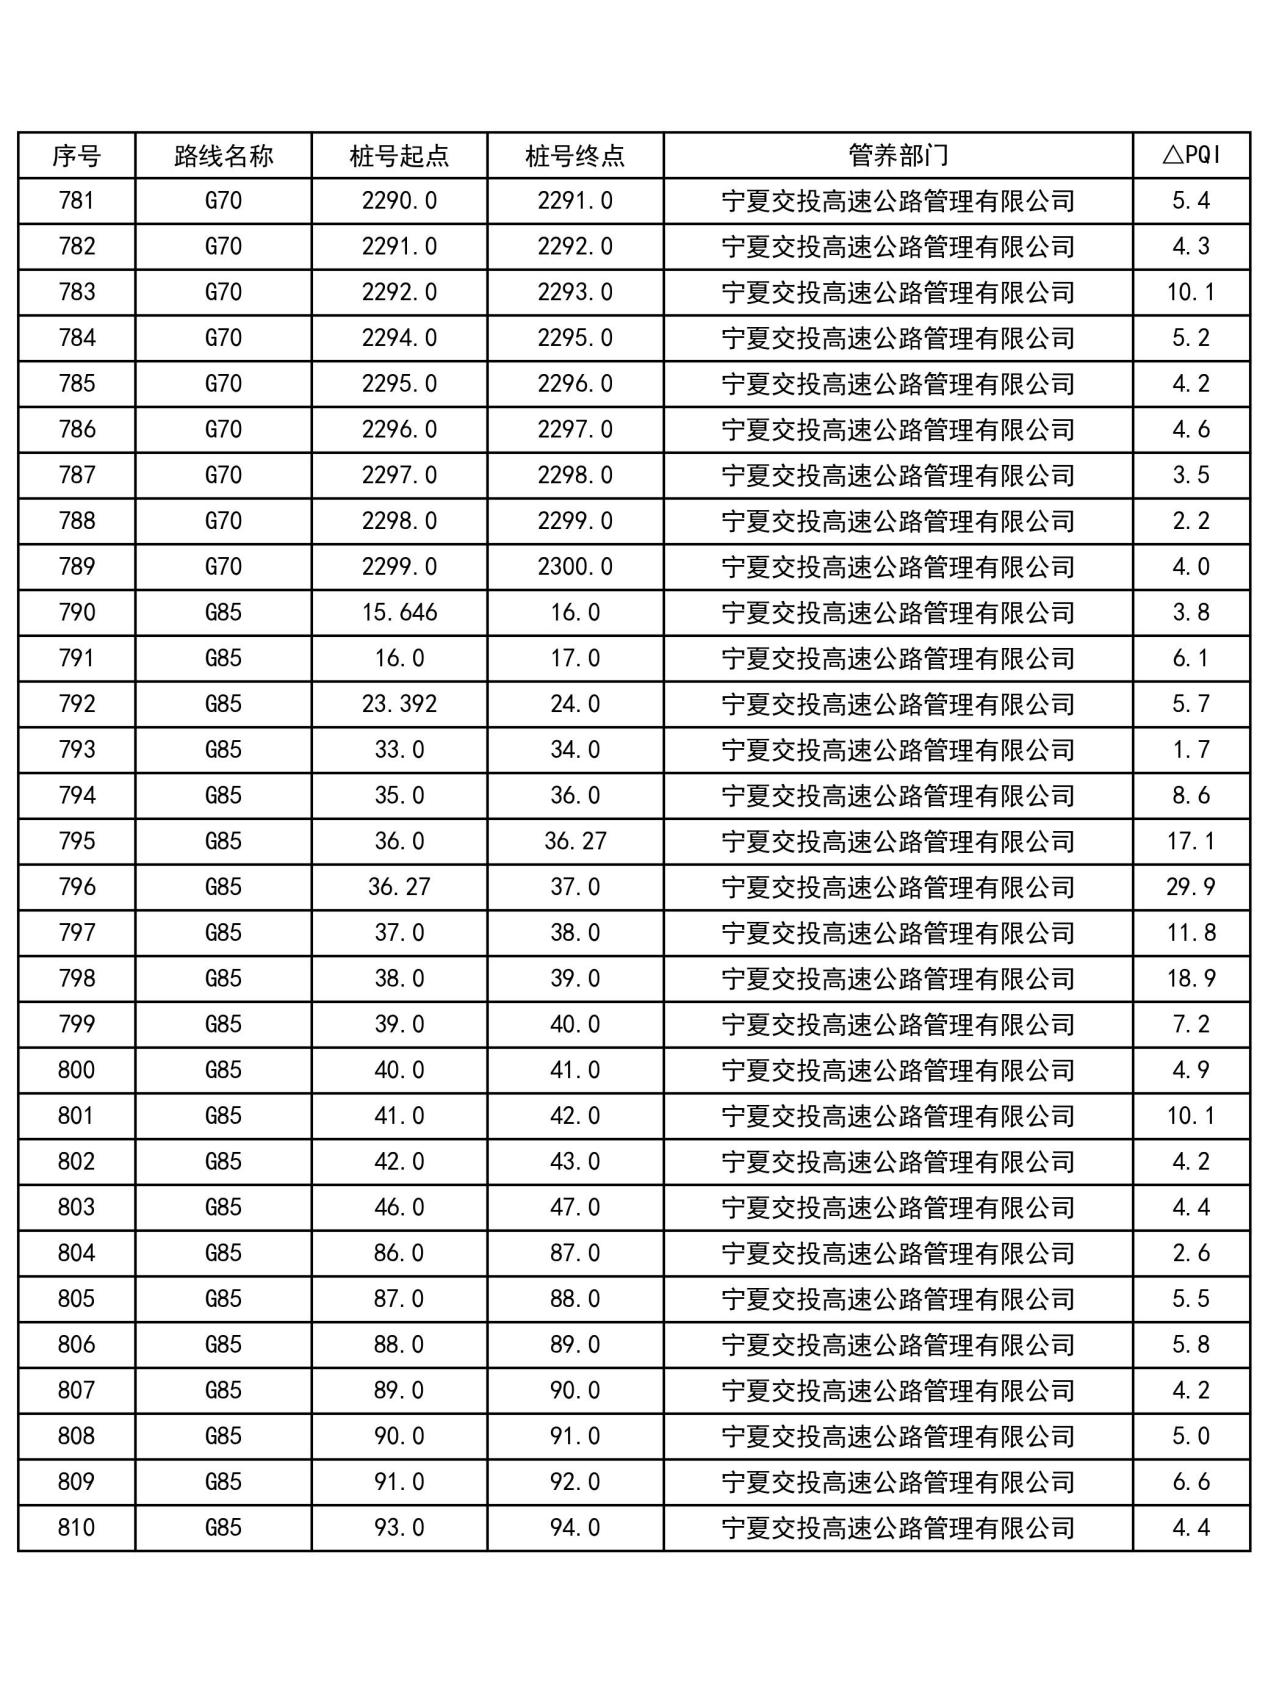 序号 路线名称 桩号起点 桩号终点 管养部门 △PQI
781 G70 2290.0 2291.0 宁夏交投高速公路管理有限公司 5.4
782 G70 2291.0 2292.0 宁夏交投高速公路管理有限公司 4.3
783 G70 2292.0 2293.0 宁夏交投高速公路管理有限公司 10.1
784 G70 2294.0 2295.0 宁夏交投高速公路管理有限公司 5.2
785 G70 2295.0 2296.0 宁夏交投高速公路管理有限公司 4.2
786 G70 2296.0 2297.0 宁夏交投高速公路管理有限公司 4.6
787 G70 2297.0 2298.0 宁夏交投高速公路管理有限公司 3.5
788 G70 2298.0 2299.0 宁夏交投高速公路管理有限公司 2.2
789 G70 2299.0 2300.0 宁夏交投高速公路管理有限公司 4.0
790 G85 15.646 16.0 宁夏交投高速公路管理有限公司 3.8
791 G85 16.0 17.0 宁夏交投高速公路管理有限公司 6.1
792 G85 23.392 24.0 宁夏交投高速公路管理有限公司 5.7
793 G85 33.0 34.0 宁夏交投高速公路管理有限公司 1.7
794 G85 35.0 36.0 宁夏交投高速公路管理有限公司 8.6
795 G85 36.0 36.27 宁夏交投高速公路管理有限公司 17.1
796 G85 36.27 37.0 宁夏交投高速公路管理有限公司 29.9
797 G85 37.0 38.0 宁夏交投高速公路管理有限公司 11.8
798 G85 38.0 39.0 宁夏交投高速公路管理有限公司 18.9
799 G85 39.0 40.0 宁夏交投高速公路管理有限公司 7.2
800 G85 40.0 41.0 宁夏交投高速公路管理有限公司 4.9
801 G85 41.0 42.0 宁夏交投高速公路管理有限公司 10.1
802 G85 42.0 43.0 宁夏交投高速公路管理有限公司 4.2
803 G85 46.0 47.0 宁夏交投高速公路管理有限公司 4.4
804 G85 86.0 87.0 宁夏交投高速公路管理有限公司 2.6
805 G85 87.0 88.0 宁夏交投高速公路管理有限公司 5.5
806 G85 88.0 89.0 宁夏交投高速公路管理有限公司 5.8
807 G85 89.0 90.0 宁夏交投高速公路管理有限公司 4.2
808 G85 90.0 91.0 宁夏交投高速公路管理有限公司 5.0
809 G85 91.0 92.0 宁夏交投高速公路管理有限公司 6.6
810 G85 93.0 94.0 宁夏交投高速公路管理有限公司 4.4